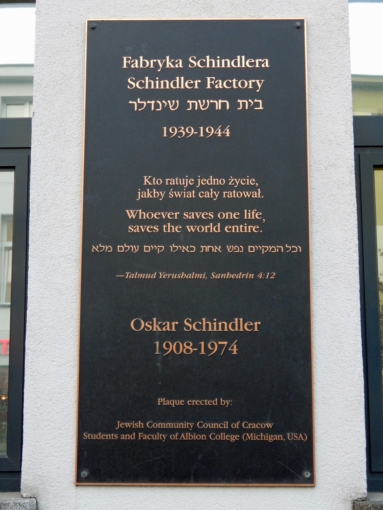 Fabryka Schindlera
Schindler Factory
בית חרשת שינדלר
1939-1944
Kto ratuje jedno życie,
jakby świat cały ratował.
Whoever saves one life,
saves the world entire.
וכל המקיים נפש אחת כאילו קיים עולם מלא
—Talmud Yerushalmi, Sanhedrin 4:12
Oskar Schindler
1908-1974
Plaque erected by:
Jewish Community Council of Cracow
Students and Faculty of Albion College (Michigan, USA)